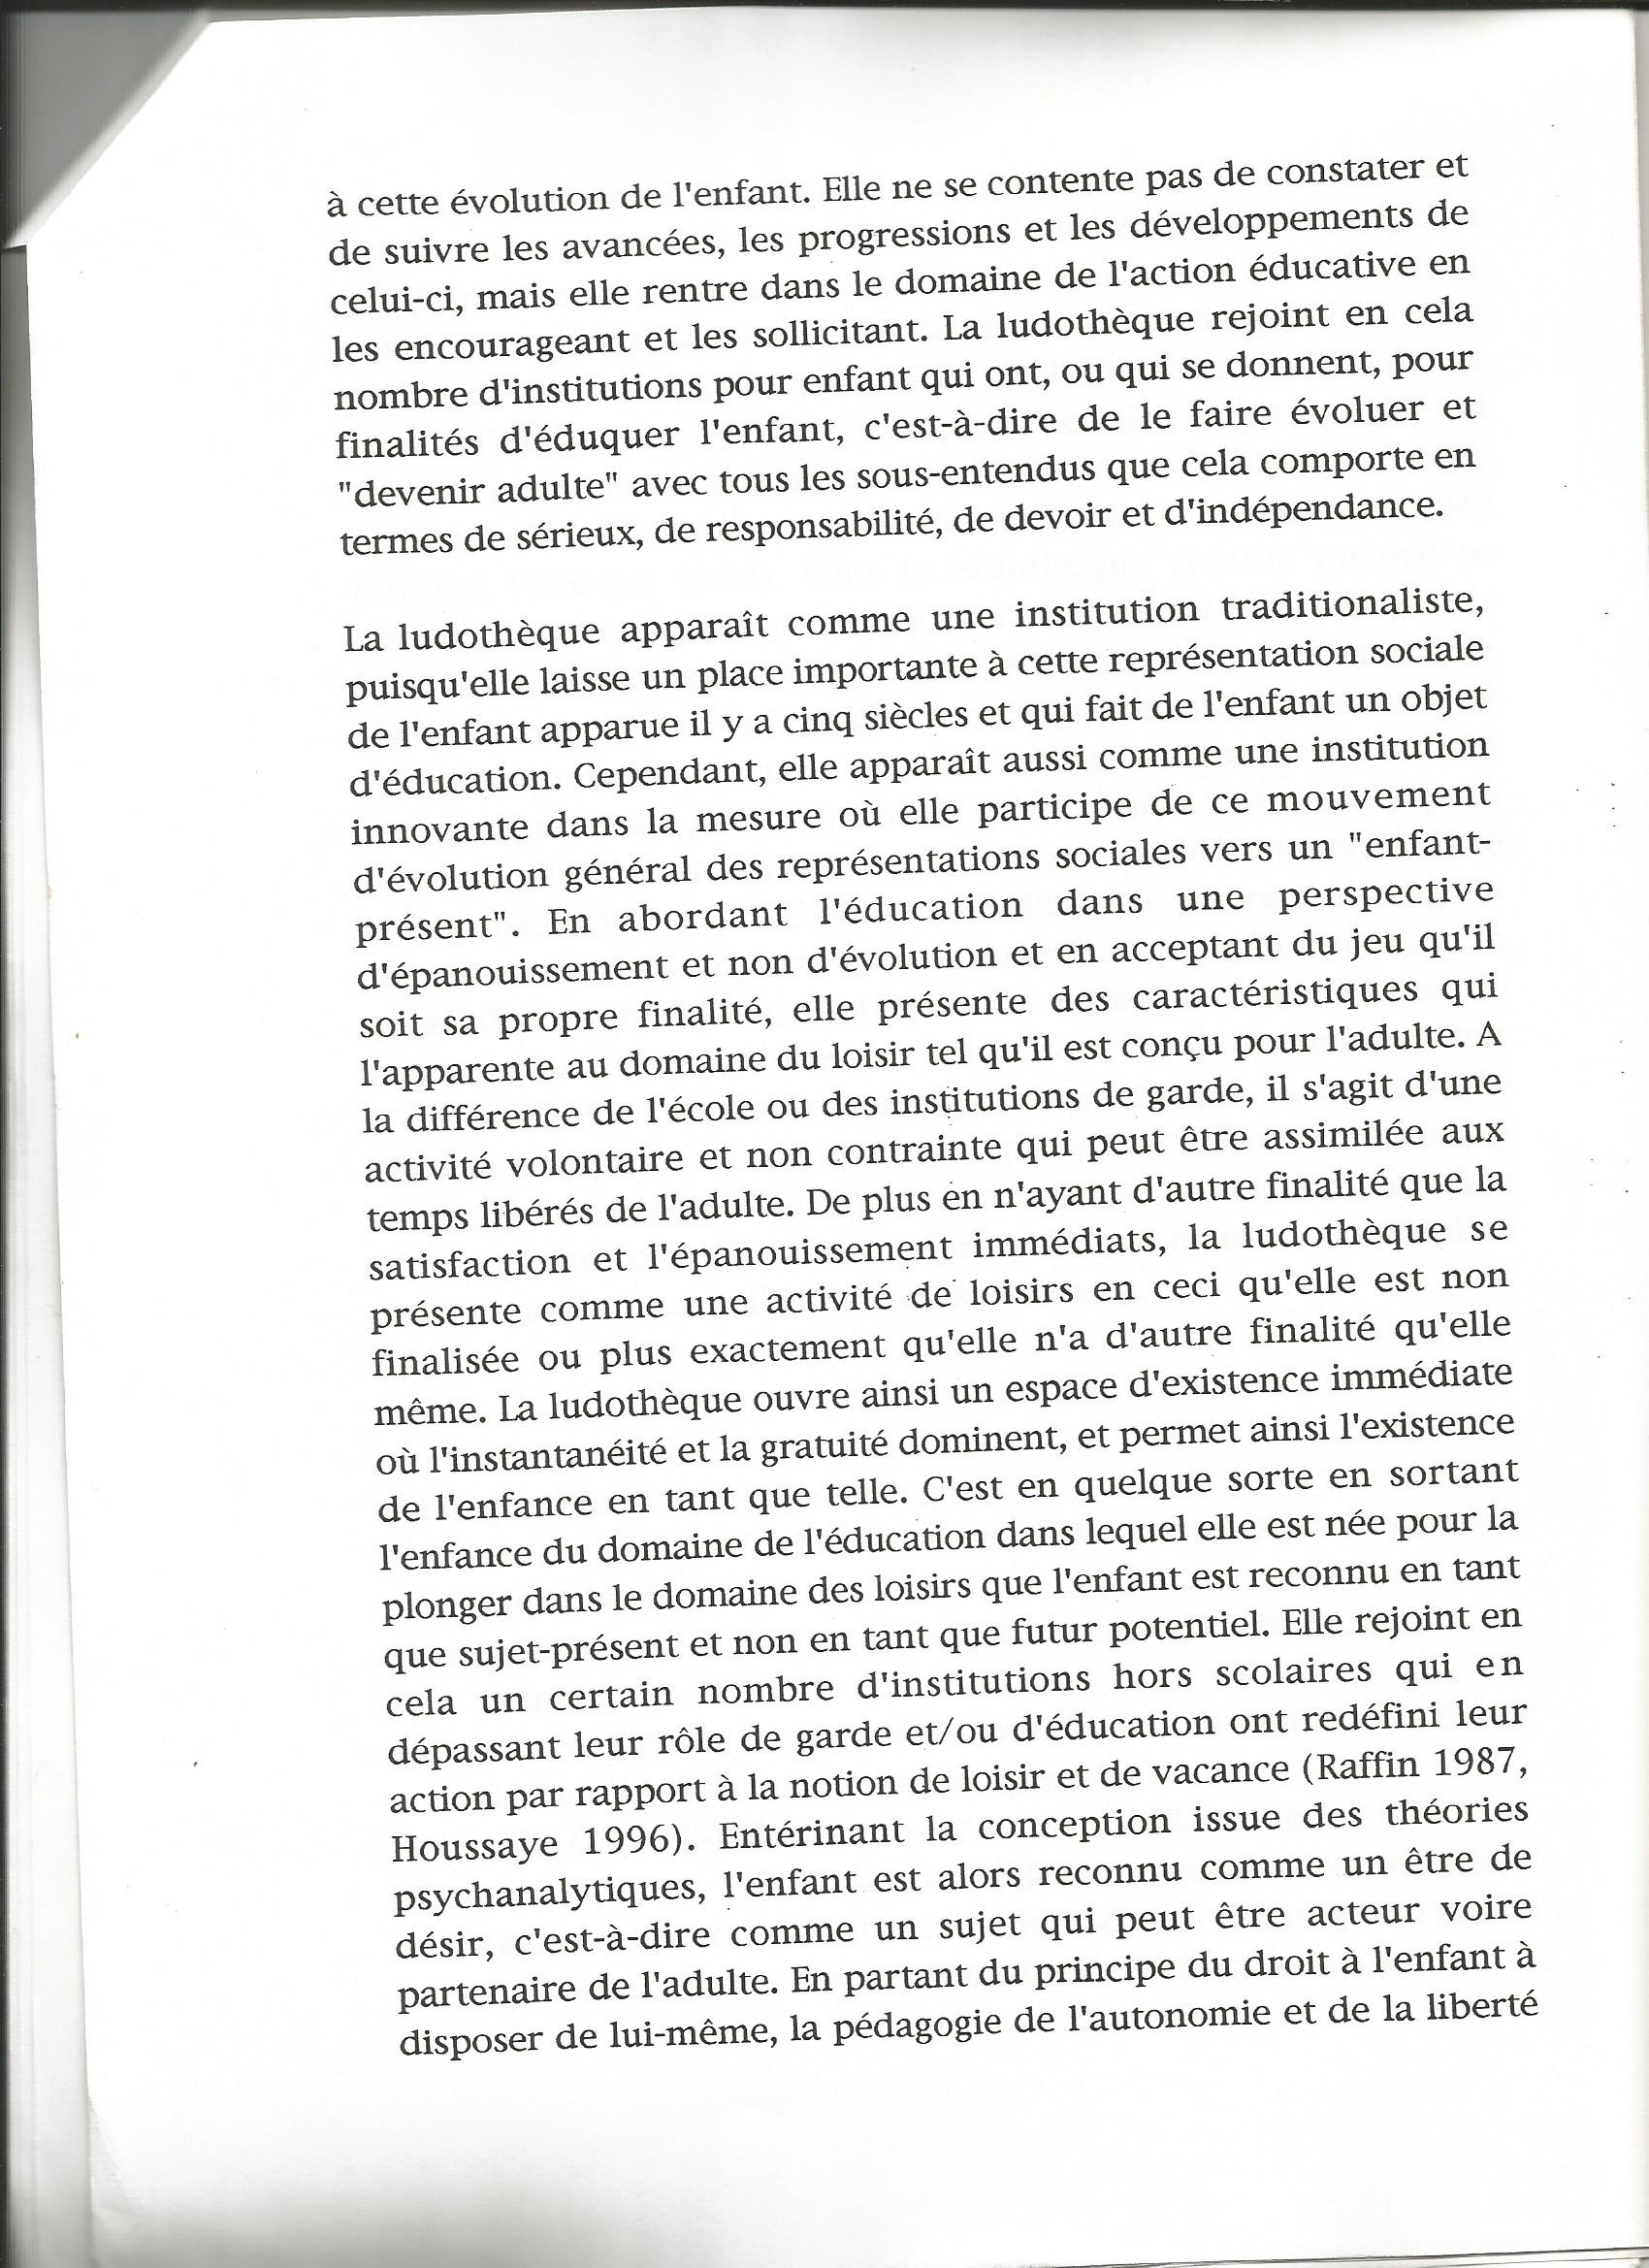 à cette évolution de l'enfant. Elle ne se contente pas de constater et
de suivre les avancées, les progressions et les développements de
celui-ci, mais elle rentre dans le domaine de l'action éducative en
les encourageant et les sollicitant. La ludothèque rejoint en cela
nombre d'institutions pour enfant qui ont, ou qui se donnent, pour
finalités d'éduquer l'enfant, c'est-à-dire de le faire évoluer et
"devenir adulte" avec tous les sous-entendus que cela comporte en
termes de sérieux, de responsabilité, de devoir et d'indépendance.
La ludothèque apparaît comme une institution traditionaliste,
puisqu'elle laisse un place importante à cette représentation sociale
de l'enfant apparue il y a cinq siècles et qui fait de l'enfant un objet
d'éducation. Cependant, elle apparaît aussi comme une institution
innovante dans la mesure où elle participe de ce mouvement
d'évolution général des représentations sociales vers un "enfant-
présent". En abordant l'éducation dans une perspective
d'épanouissement et non d'évolution et en acceptant du jeu qu'il
soit sa propre finalité, elle présente des caractéristiques qui
l'apparente au domaine du loisir tel qu'il est conçu pour l'adulte. A
la différence de l'école ou des institutions de garde, il s'agit d'une
activité volontaire et non contrainte qui peut être assimilée aux
temps libérés de l'adulte. De plus en n'ayant d'autre finalité que la
satisfaction et l'épanouissement immédiats, la ludothèque se
présente comme une activité de loisirs en ceci qu'elle est non
finalisée ou plus exactement qu'elle n'a d'autre finalité qu'elle
même. La ludothèque ouvre ainsi un espace d'existence immédiate
où l'instantanéité et la gratuité dominent, et permet ainsi l'existence
de l'enfance en tant que telle. C'est en quelque sorte en sortant
l'enfance du domaine de l'éducation dans lequel elle est née pour la
plonger dans le domaine des loisirs que l'enfant est reconnu en tant
que sujet-présent et non en tant que futur potentiel. Elle rejoint en
cela un certain nombre d'institutions hors scolaires qui en
dépassant leur rôle de garde et/ou d'éducation ont redéfini leur
action par rapport à la notion de loisir et de vacance (Raffin 1987,
Houssaye 1996). Entérinant la conception issue des théories
psychanalytiques, l'enfant est alors reconnu comme un être de
désir, c'est-à-dire comme un sujet qui peut être acteur voire
partenaire de l'adulte. En partant du principe du droit à l'enfant à
disposer de lui-même, la pédagogie de l'autonomie et de la liberté